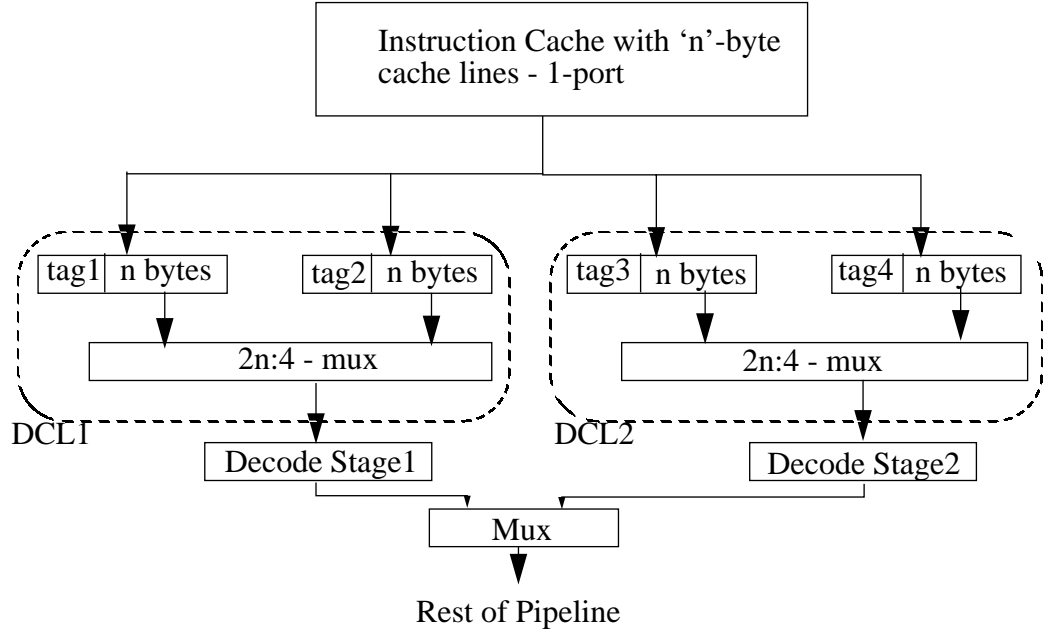 Instruction Cache with ‘n’-byte
cache lines - 1-port
tag1 n bytes
tag2 n bytes
tag3 n bytes
tag4 n bytes
2n:4 - mux
2n:4 - mux
DCL1
DCL2
Decode Stage1
Decode Stage2
Mux
Rest of Pipeline